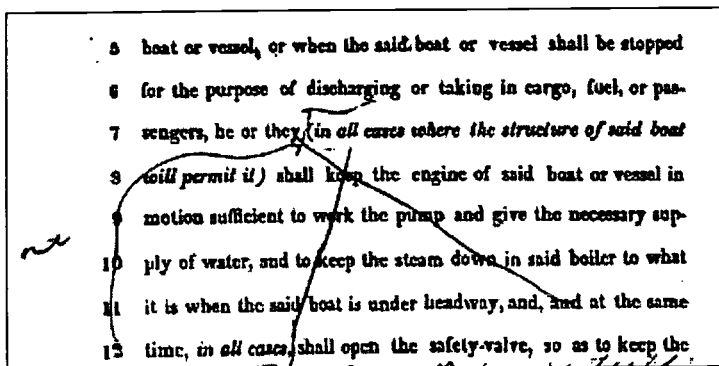 5 boat or vessel, or when the said boat or vessel shall be stopped
6 for the purpose of discharging or taking in cargo, fuel, or pas-
7 sengers, he or they (in all cases where the structure of said boat
8 will permit it) shall keep the engine of said boat or vessel in
9 motion sufficient to work the pump and give the necessary sup-
10 ply of water, and to keep the steam down in said boiler to what
11 it is when the said boat is under headway, and, and at the same
12 time, in all cases, shall open the safety-valve, so as to keep the